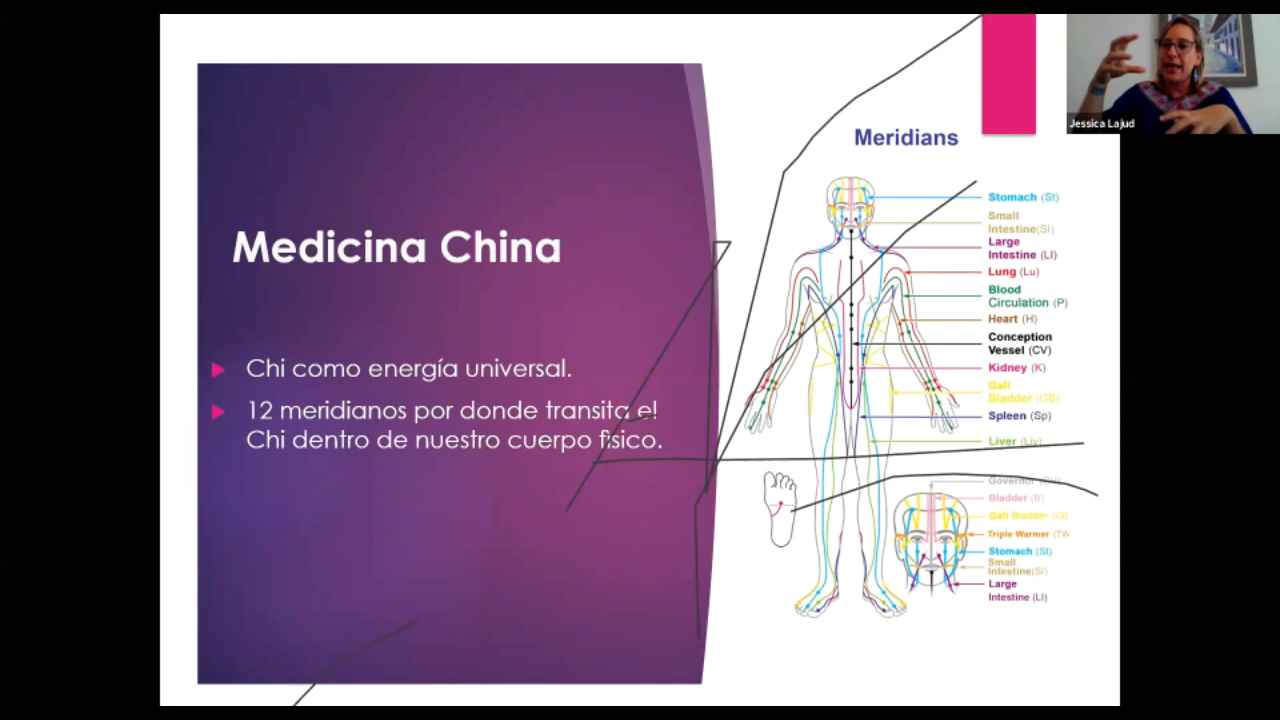 Jessica Lajud
Medicina China
Chi como energía universal.
12 meridianos por donde transita el
Chi dentro de nuestro cuerpo físico.
Meridians
Stomach (St)
Small
Intestine(SI)
Large
Intestine (LI)
Lung (Lu)
Blood
Circulation (P)
Heart (H)
Conception
Vessel (CV)
Kidney (K)
Gall
Bladder (GB)
Spleen (Sp)
Liver (Liv)
Governor
Bladder (B)
Gall Bladder (GB
Triple Warmer (TW
Stomach (St)
Small
Intestine(SI)
Large
Intestine (LI)